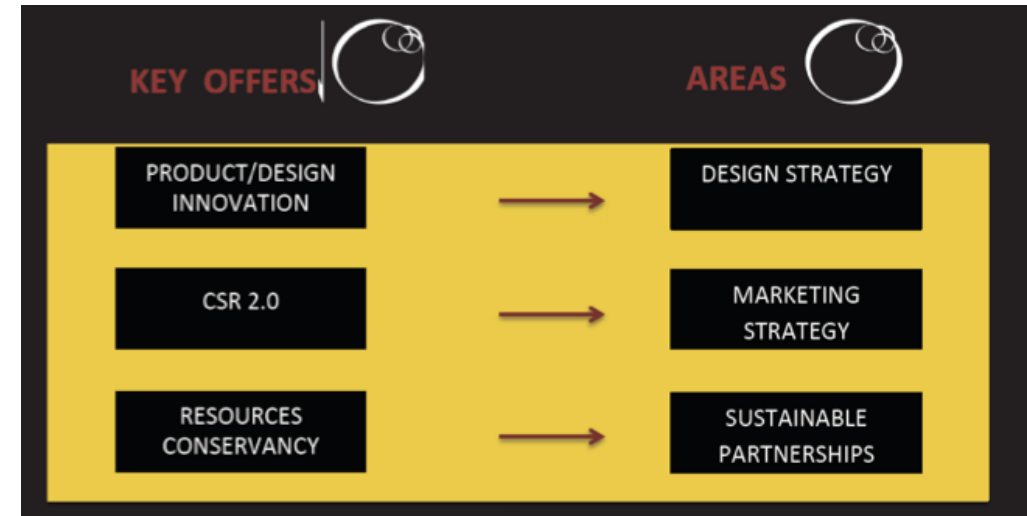 KEY OFFERS
AREAS
PRODUCT/DESIGN
INNOVATION
DESIGN STRATEGY
CSR 2.0
MARKETING
STRATEGY
RESOURCES
CONSERVANCY
SUSTAINABLE
PARTNERSHIPS